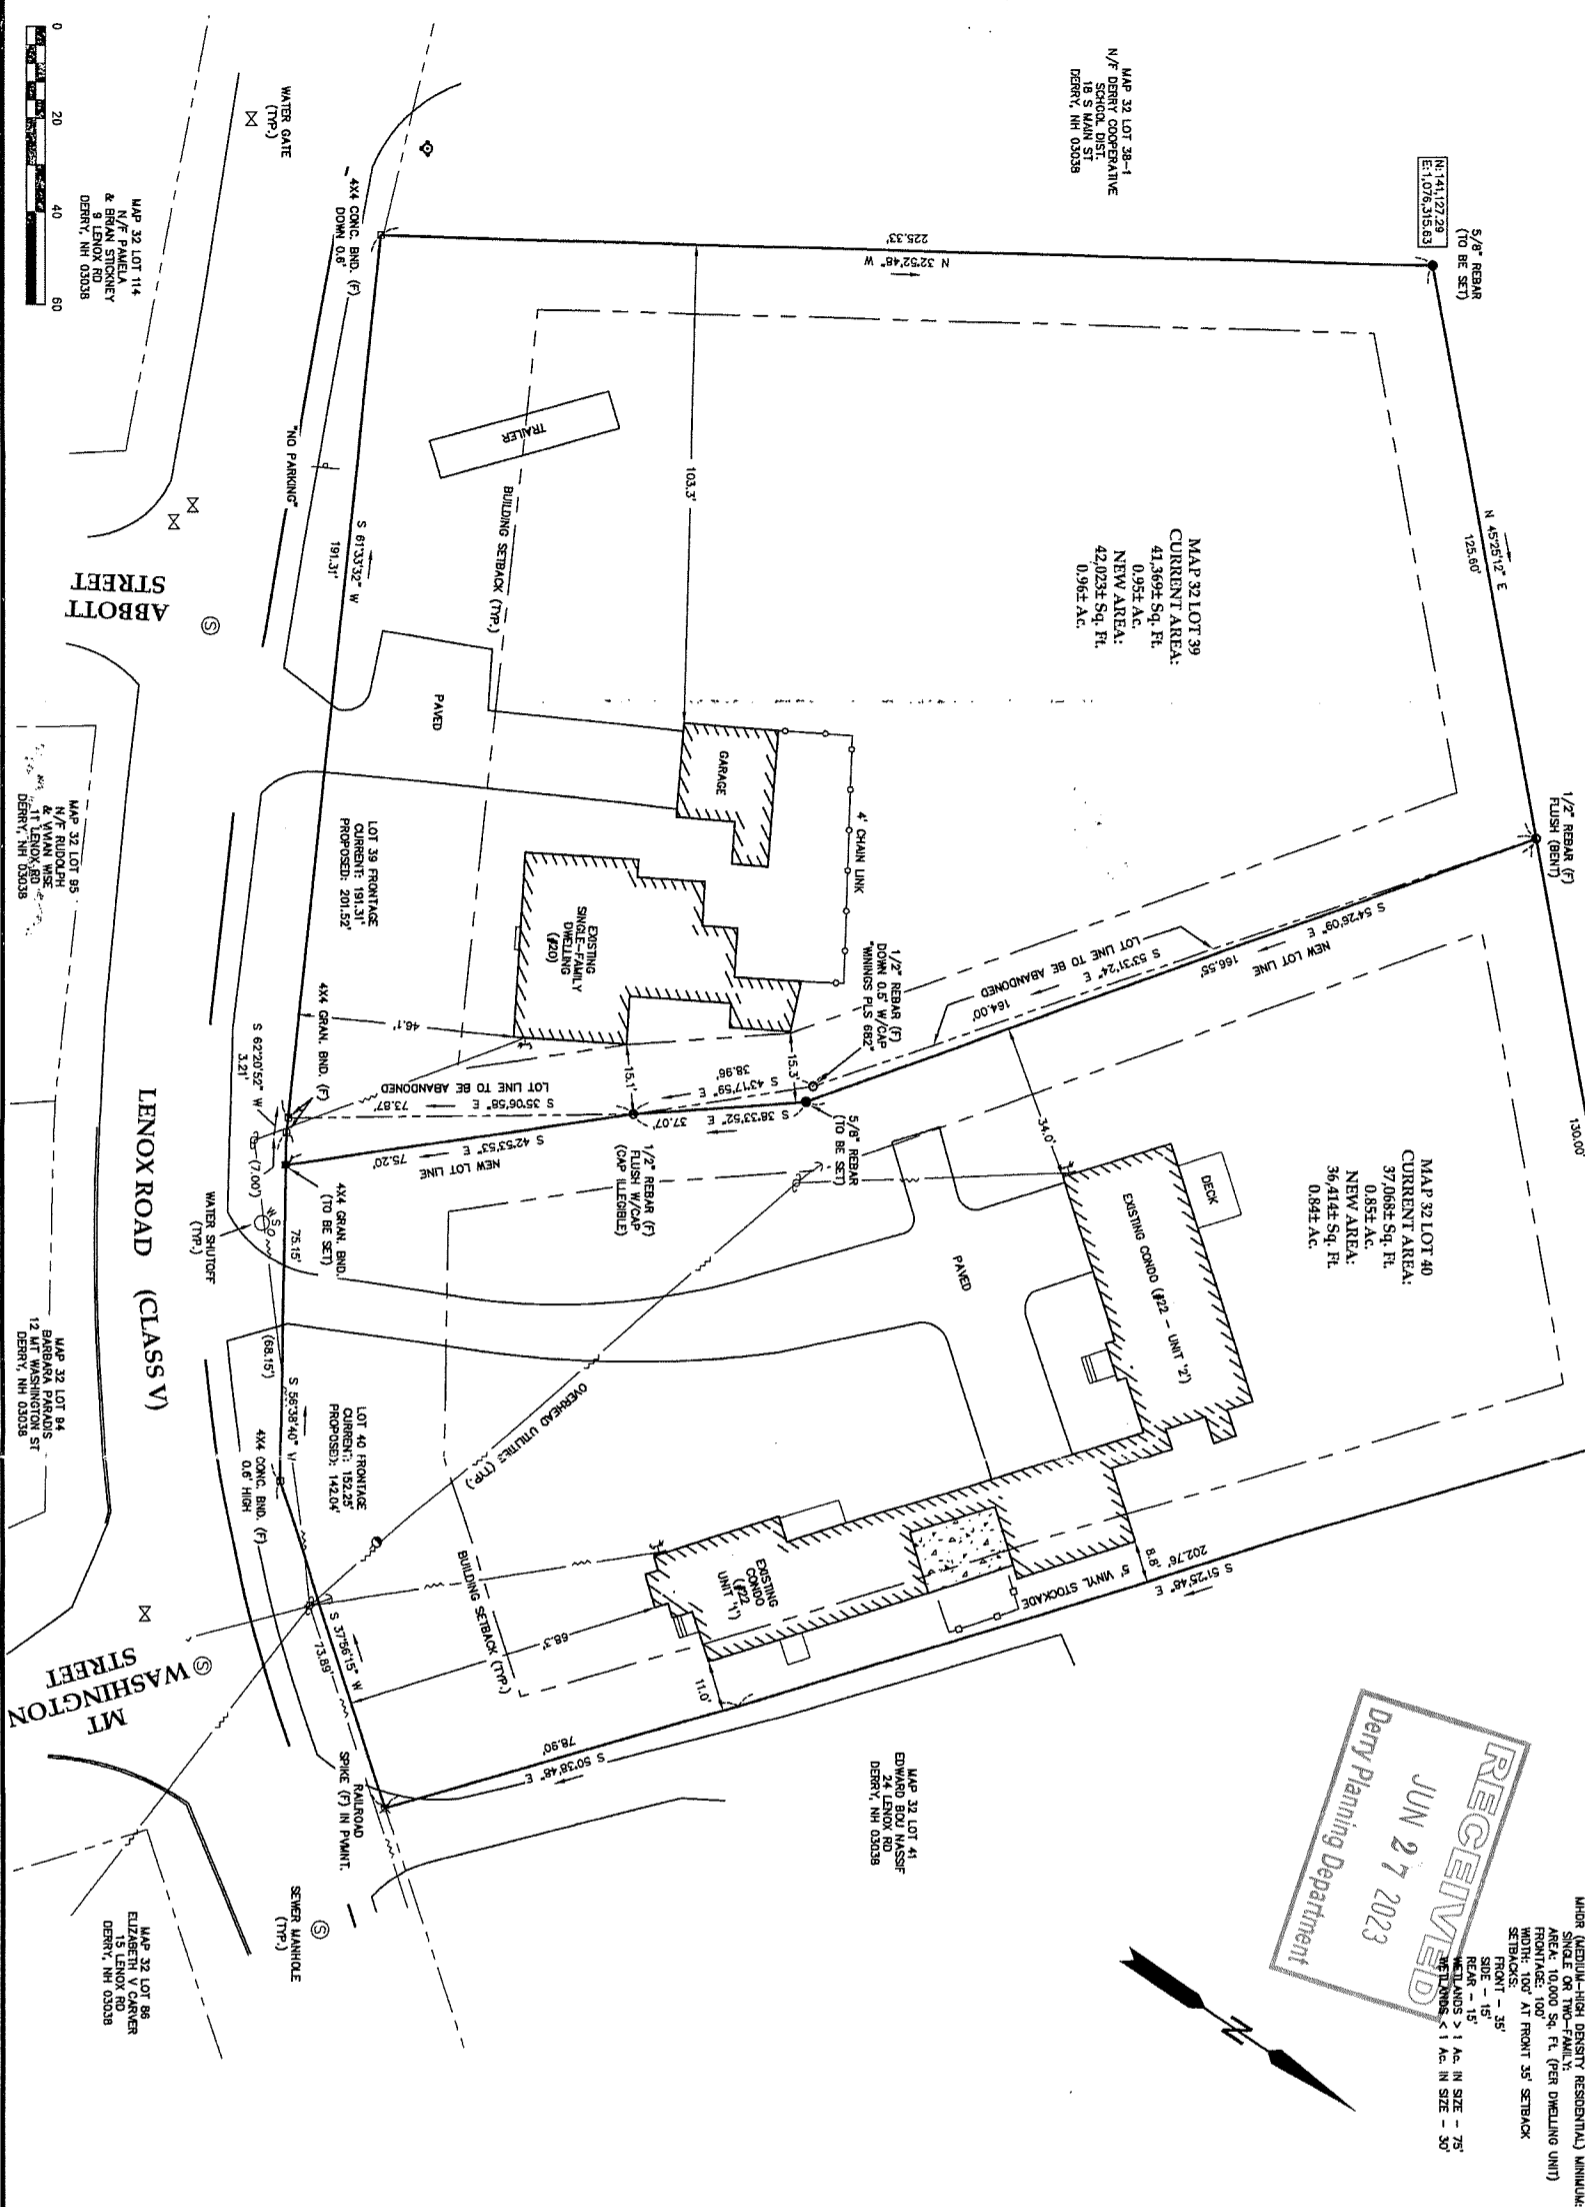 MHDR (MEDIUM-HIGH DENSITY RESIDENTIAL) MINIMUM:
SINGLE OR TWO-FAMILY:
AREA: 10,000 Sq. Ft. (PER DWELLING UNIT)
FRONTAGE: 100'
WIDTH: 100' AT FRONT 35' SETBACK
SETBACKS:
FRONT - 35'
SIDE - 15'
REAR - 15'
WETLANDS > 1 Ac. IN SIZE - 75'
WETLANDS < 1 Ac. IN SIZE - 30'
RECEIVED
JUN 27 2023
Derry Planning Department
N
5/8" REBAR
(TO BE SET)
N:141,127.29
E:1,076,315.63
N 45°25'12" E
125.60'
1/2" REBAR (F)
FLUSH (BENT)
130.00'
MAP 32 LOT 38-1
N/F DERRY COOPERATIVE
SCHOOL DIST.
18 S MAIN ST
DERRY, NH 03038
225.33'
N 32°52'48" W
MAP 32 LOT 39
CURRENT AREA:
41,369± Sq. Ft.
0.95± Ac.
NEW AREA:
42,023± Sq. Ft.
0.96± Ac.
MAP 32 LOT 40
CURRENT AREA:
37,068± Sq. Ft.
0.85± Ac.
NEW AREA:
36,414± Sq. Ft.
0.84± Ac.
S 54°26'09" E
166.55'
NEW LOT LINE
S 53°31'24" E
164.00'
LOT LINE TO BE ABANDONED
103.3'
TRAILER
BUILDING SETBACK (TYP.)
PAVED
GARAGE
4' CHAIN LINK
EXISTING
SINGLE-FAMILY
DWELLING
(#20)
1/2" REBAR (F)
DOWN 0.5' W/CAP
"WININGS PLS 682"
15.3'
15.1'
46.1'
S 43°17'59" E
38.96'
S 38°33'52" E
37.07'
5/8" REBAR
(TO BE SET)
34.0'
DECK
EXISTING CONDO (#22 - UNIT '2')
PAVED
LOT LINE TO BE ABANDONED
S 35°06'58" E
73.87'
S 42°53'53" E
75.20'
NEW LOT LINE
1/2" REBAR (F)
FLUSH W/CAP
(CAP ILLEGIBLE)
OVERHEAD UTILITIES (TYP.)
EXISTING
CONDO
(#22
UNIT '1')
5' VINYL STOCKADE
8.8'
202.76'
S 51°25'48" E
68.3'
11.0'
78.90'
S 50°38'48" E
BUILDING SETBACK (TYP.)
MAP 32 LOT 41
EDWARD BOU NASSIF
24 LENOX RD
DERRY, NH 03038
LOT 39 FRONTAGE
CURRENT: 191.31'
PROPOSED: 201.52'
LOT 40 FRONTAGE
CURRENT: 152.25'
PROPOSED: 142.04'
4X4 CONC. BND. (F)
DOWN 0.6'
S 61°33'32" W
191.31'
"NO PARKING"
4X4 GRAN. BND. (F)
S 62°20'52" W
3.21'
(7.00')
W
S
75.15'
(68.15')
S 56°38'40" W
4X4 GRAN. BND.
(TO BE SET)
WATER SHUTOFF
(TYP.)
4X4 CONC. BND. (F)
0.6' HIGH
S 37°56'15" W
73.89'
RAILROAD
SPIKE (F) IN PVMNT.
SEWER MANHOLE
(TYP.)
S
WATER GATE
(TYP.)
ABBOTT
STREET
S
LENOX ROAD (CLASS V)
MT
WASHINGTON
STREET
S
MAP 32 LOT 114
N/F PAMELA
& BRIAN STICKNEY
9 LENOX RD
DERRY, NH 03038
MAP 32 LOT 95
N/F RUDOLPH
& VIVIAN WISE
11 LENOX RD
DERRY, NH 03038
MAP 32 LOT 94
BARBARA PARADIS
12 MT WASHINGTON ST
DERRY, NH 03038
MAP 32 LOT 86
ELIZABETH V CARVER
15 LENOX RD
DERRY, NH 03038
0 20 40 60